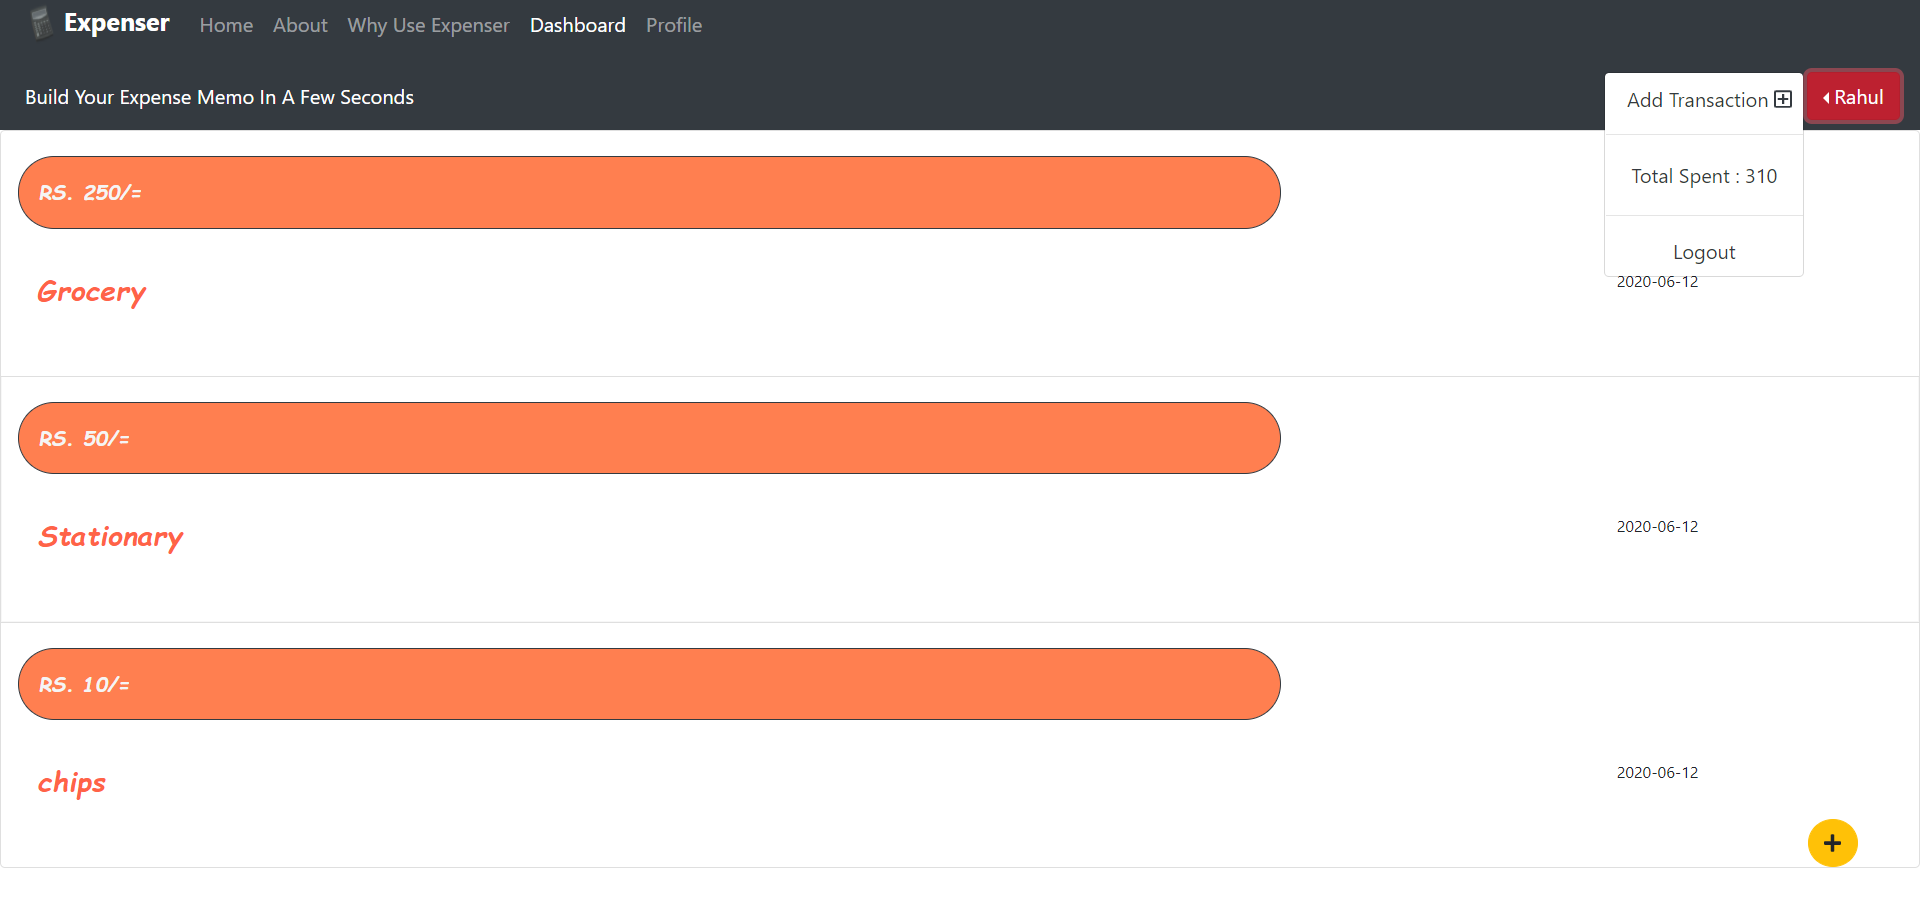 Expenser Home About Why Use Expenser Dashboard Profile
Build Your Expense Memo In A Few Seconds
Rahul
Add Transaction
Total Spent : 310
Logout
RS. 250/=
Grocery
2020-06-12
RS. 50/=
Stationary
2020-06-12
RS. 10/=
chips
2020-06-12